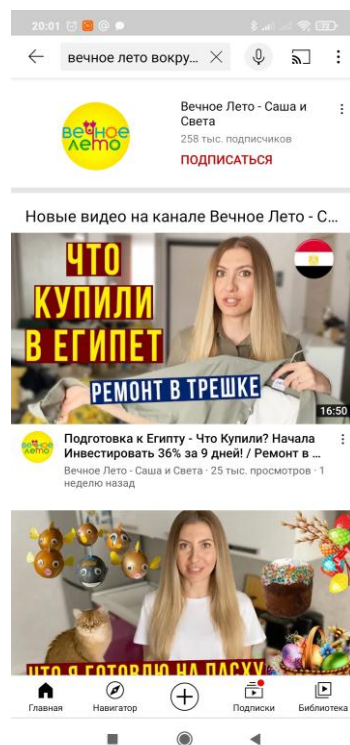 20:01
33
вечное лето вокру...
вечное
лето
Вечное Лето - Саша и
Света
258 тыс. подписчиков
ПОДПИСАТЬСЯ
Новые видео на канале Вечное Лето - С...
ЧТО
КУПИЛИ
В ЕГИПЕТ
РЕМОНТ В ТРЕШКЕ
16:50
вечное
лето
Подготовка к Египту - Что Купили? Начала
Инвестировать 36% за 9 дней! / Ремонт в ...
Вечное Лето - Саша и Света · 25 тыс. просмотров · 1
неделю назад
ЧТО Я ГОТОВЛЮ НА ПАСХУ
Главная
Навигатор
Подписки
Библиотека